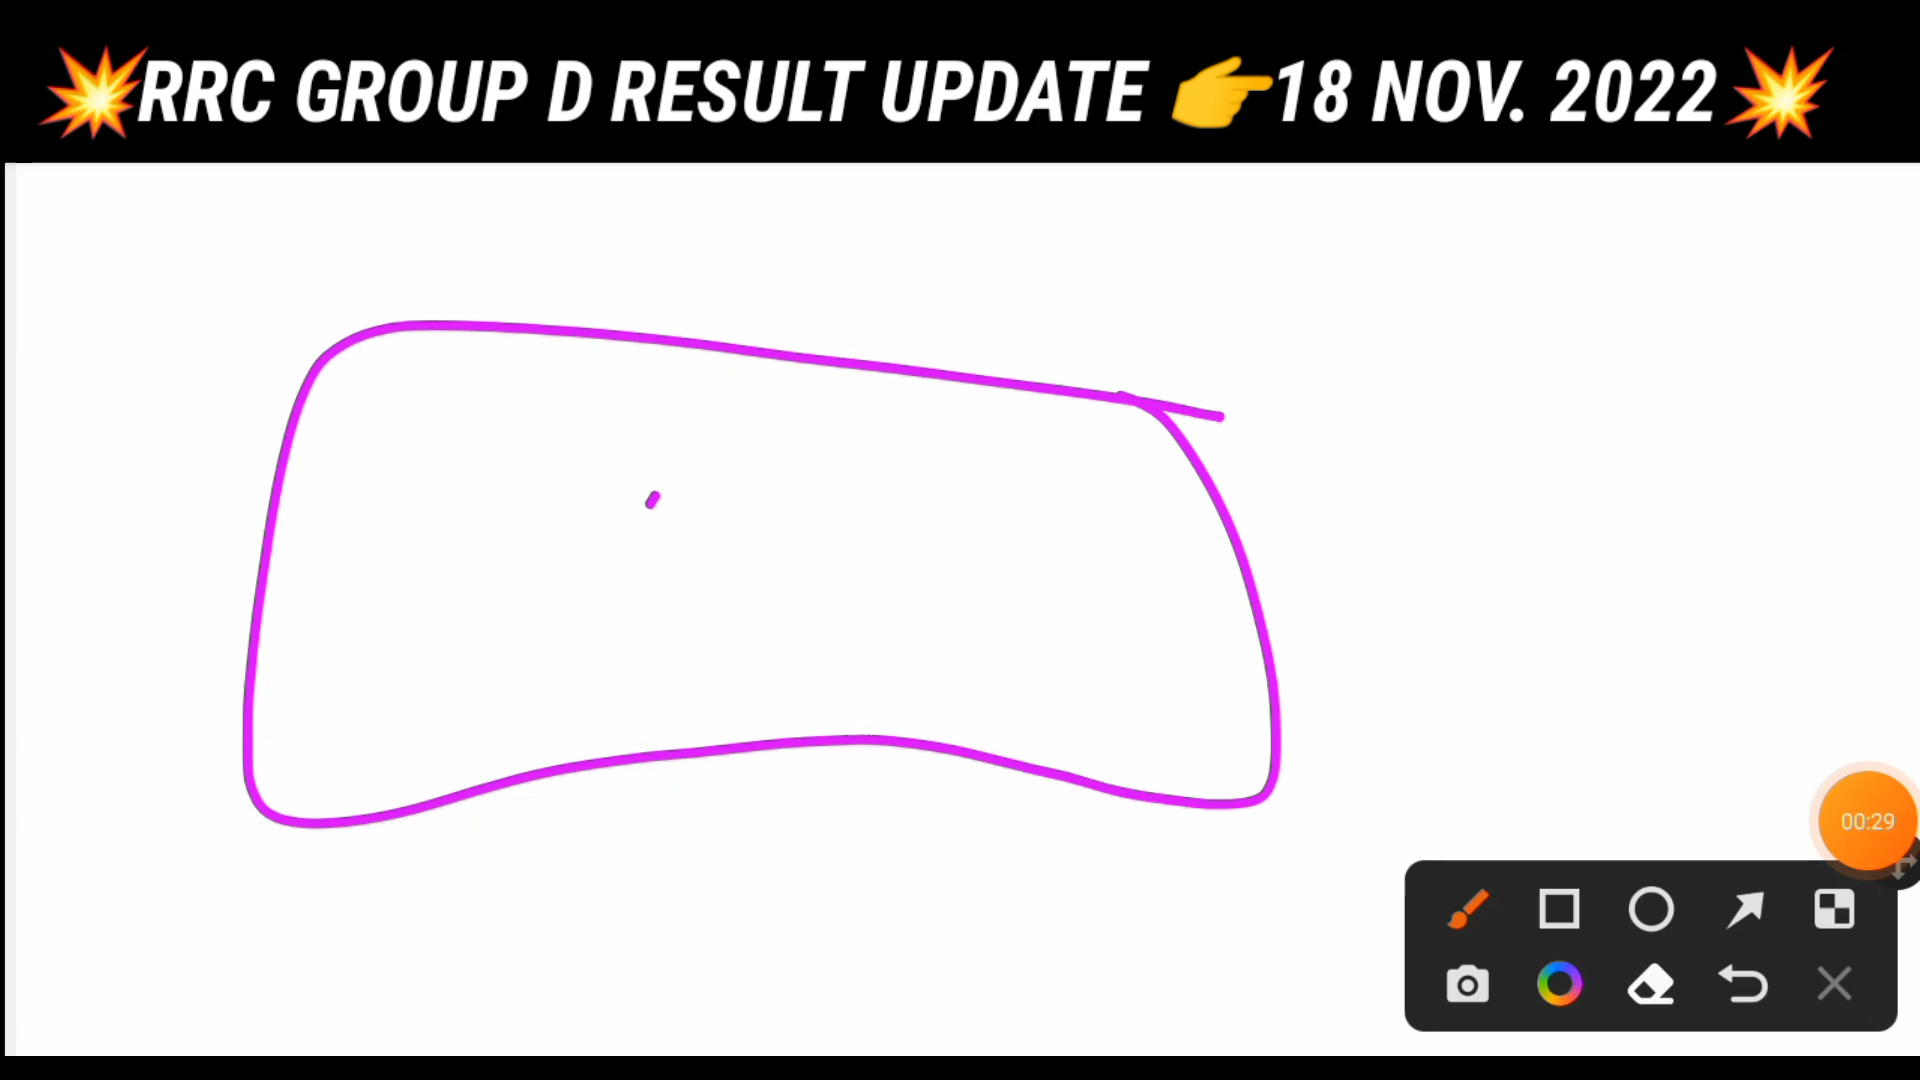 💥RRC GROUP D RESULT UPDATE 👉18 NOV. 2022💥
00:29